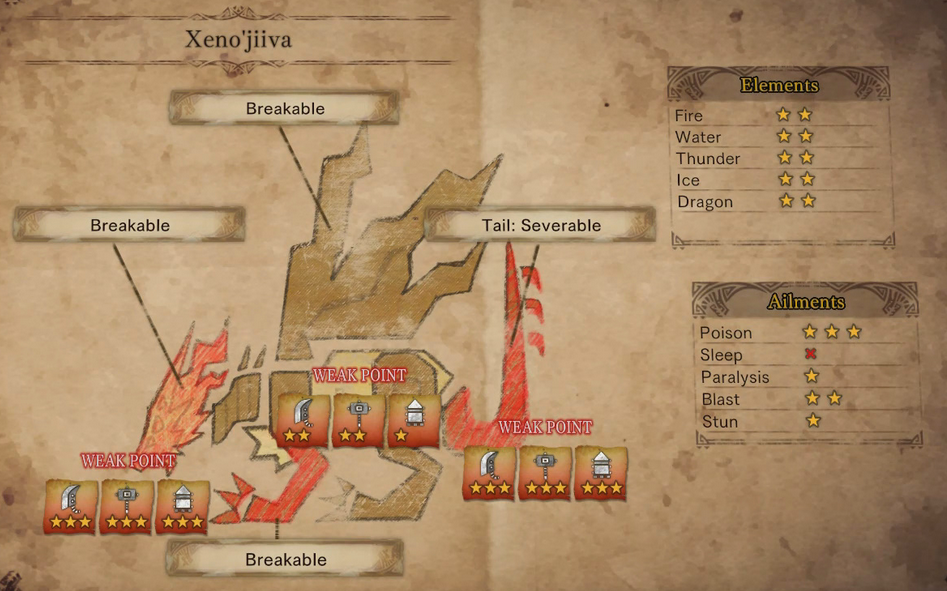 Xeno'jiiva
Breakable
Breakable
Tail: Severable
WEAK POINT
WEAK POINT
WEAK POINT
Breakable
Elements
Fire
Water
Thunder
Ice
Dragon
Ailments
Poison
Sleep
Paralysis
Blast
Stun